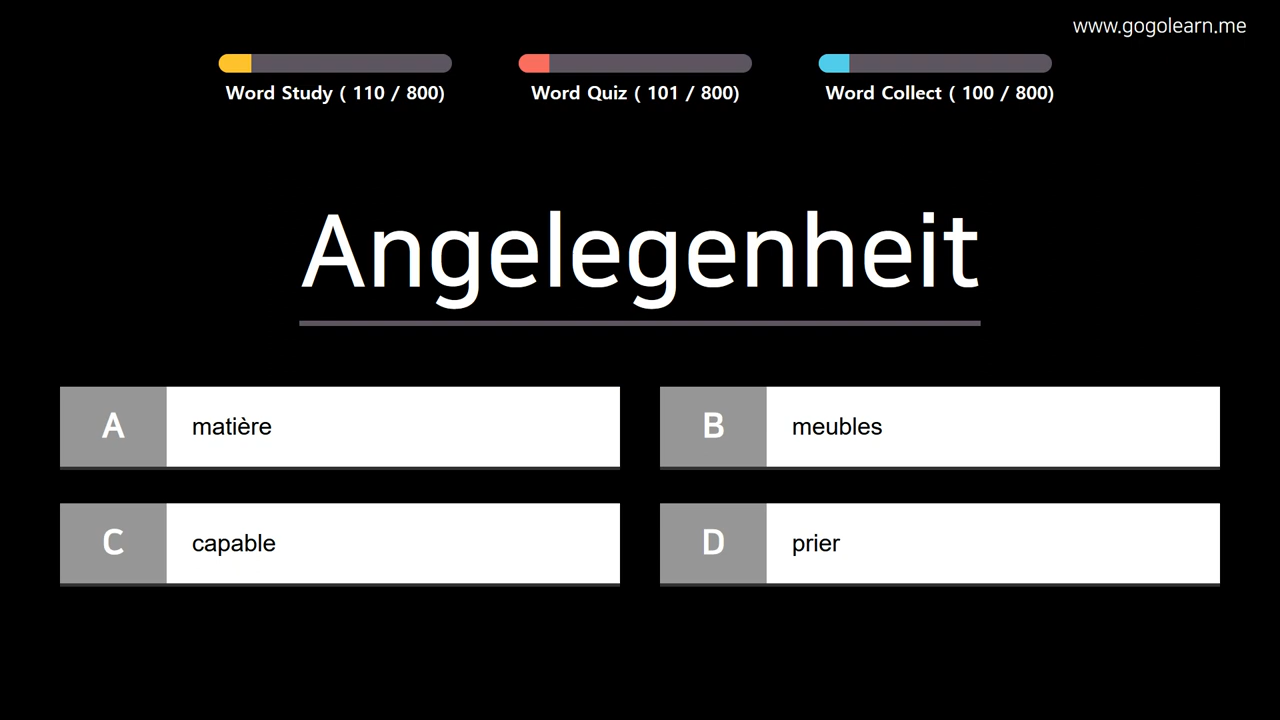 www.gogolearn.me
Word Study ( 110 / 800)
Word Quiz ( 101 / 800)
Word Collect ( 100 / 800)
Angelegenheit
A matière
B meubles
C capable
D prier